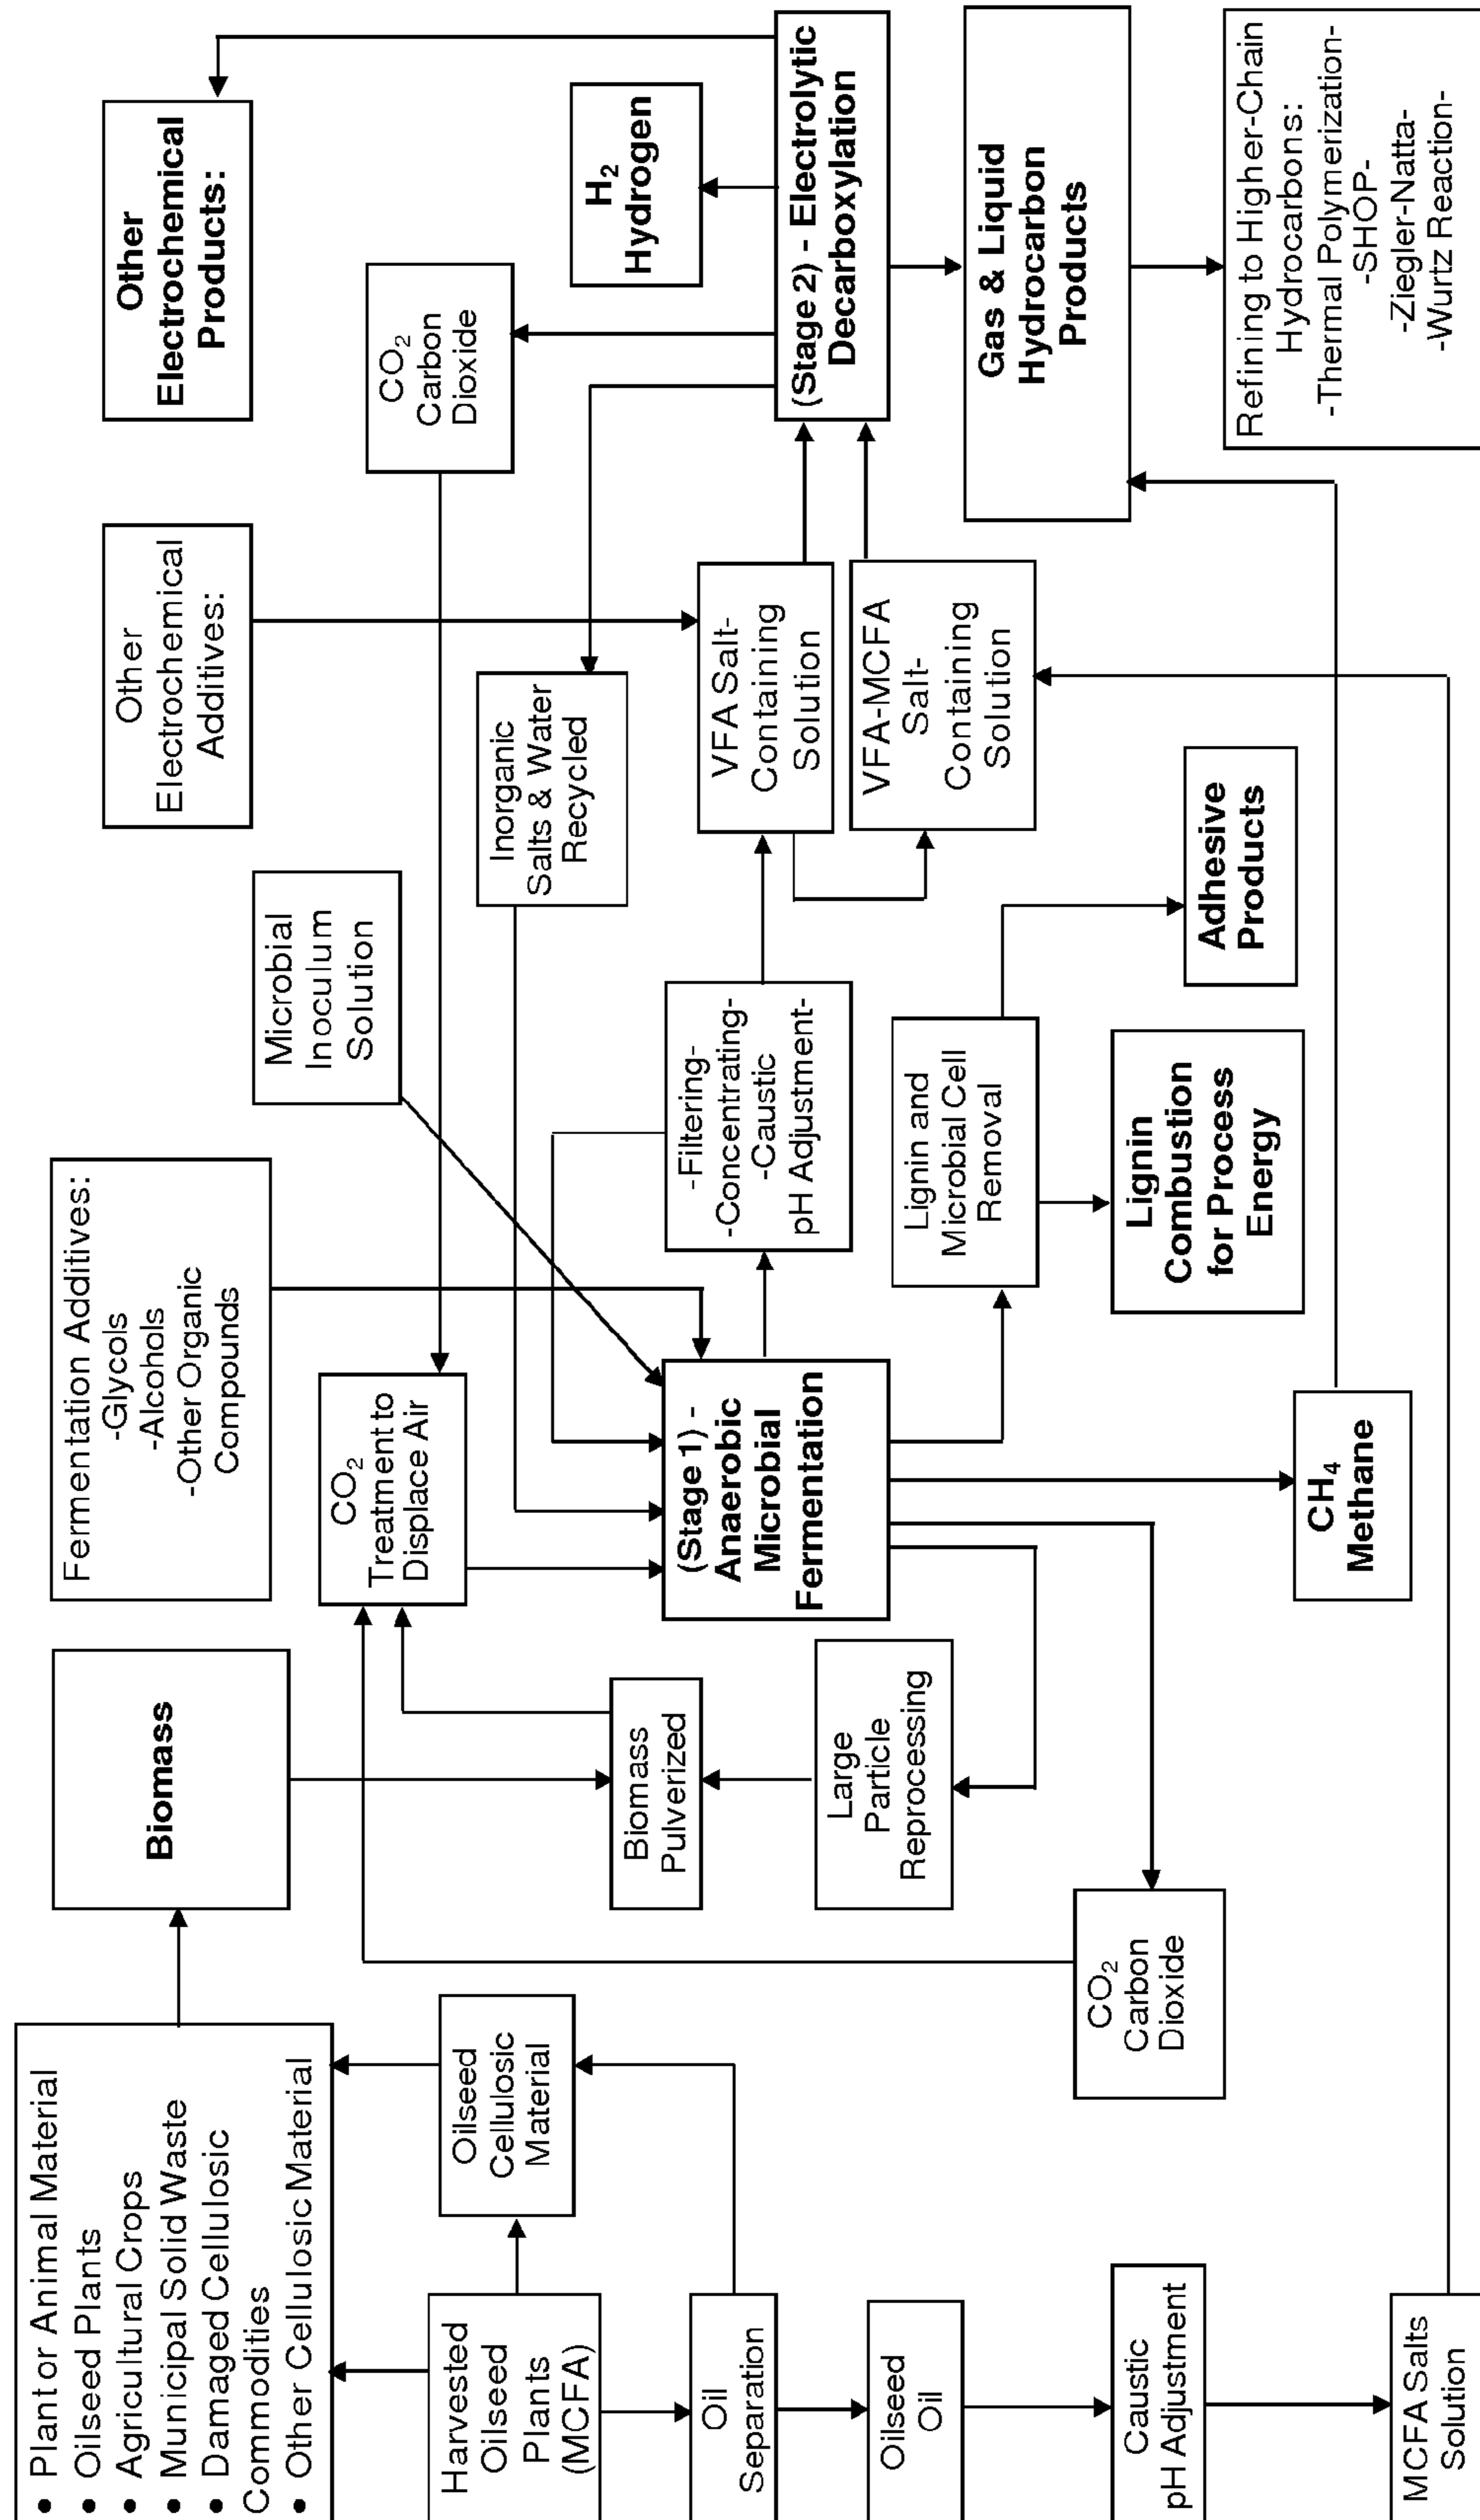 • Plant or Animal Material
• Oilseed Plants
• Agricultural Crops
• Municipal Solid Waste
• Damaged Cellulosic
Commodities
• Other Cellulosic Material
Biomass
Fermentation Additives:
-Glycols
-Alcohols
-Other Organic
Compounds
Microbial
Inoculum
Solution
Other
Electrochemical
Additives:
Other
Electrochemical
Products:
Harvested
Oilseed
Plants
(MCFA)
Oilseed
Cellulosic
Material
CO2
Treatment to
Displace Air
Inorganic
Salts & Water
Recycled
CO2
Carbon
Dioxide
H2
Hydrogen
Oil
Separation
Biomass
Pulverized
(Stage 1) -
Anaerobic
Microbial
Fermentation
-Filtering-
-Concentrating-
-Caustic
pH Adjustment-
VFA Salt-
Containing
Solution
(Stage 2) - Electrolytic
Decarboxylation
Oilseed
Oil
Large
Particle
Reprocessing
Lignin and
Microbial Cell
Removal
VFA-MCFA
Salt-
Containing
Solution
Gas & Liquid
Hydrocarbon
Products
Caustic
pH Adjustment
CO2
Carbon
Dioxide
Lignin
Combustion
for Process
Energy
Adhesive
Products
MCFA Salts
Solution
CH4
Methane
Refining to Higher-Chain
Hydrocarbons:
-Thermal Polymerization-
-SHOP-
-Ziegler-Natta-
-Wurtz Reaction-